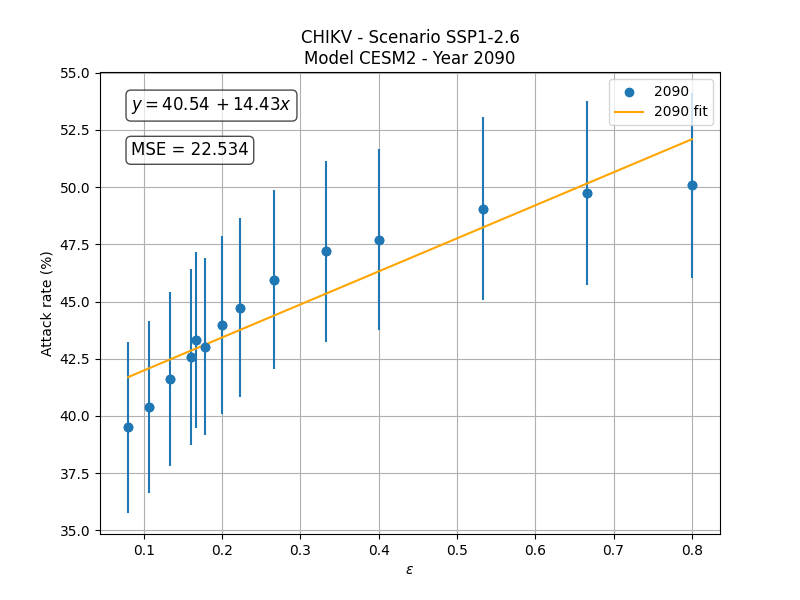 CHIKV - Scenario SSP1-2.6
Model CESM2 - Year 2090
y = 40.54 + 14.43x
MSE = 22.534
2090
2090 fit
Attack rate (%)
55.0
52.5
50.0
47.5
45.0
42.5
40.0
37.5
35.0
0.1 0.2 0.3 0.4 0.5 0.6 0.7 0.8
ε